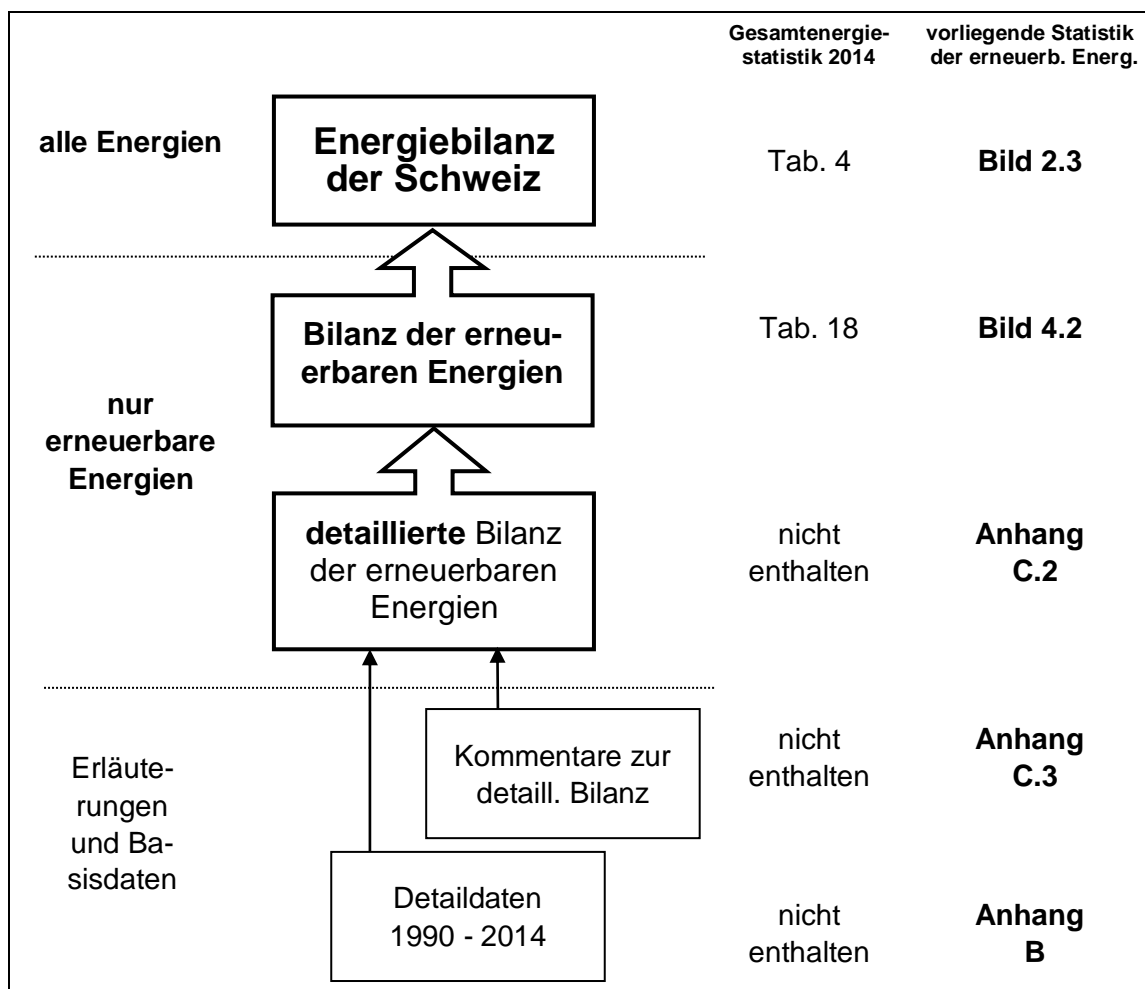 Gesamtenergie-
statistik 2014
vorliegende Statistik
der erneuerb. Energ.
alle Energien
Energiebilanz
der Schweiz
Tab. 4
Bild 2.3
nur
erneuerbare
Energien
Bilanz der erneu-
erbaren Energien
Tab. 18
Bild 4.2
detaillierte Bilanz
der erneuerbaren
Energien
nicht
enthalten
Anhang
C.2
Erläute-
rungen
und Ba-
sisdaten
Kommentare zur
detaill. Bilanz
nicht
enthalten
Anhang
C.3
Detaildaten
1990 - 2014
nicht
enthalten
Anhang
B